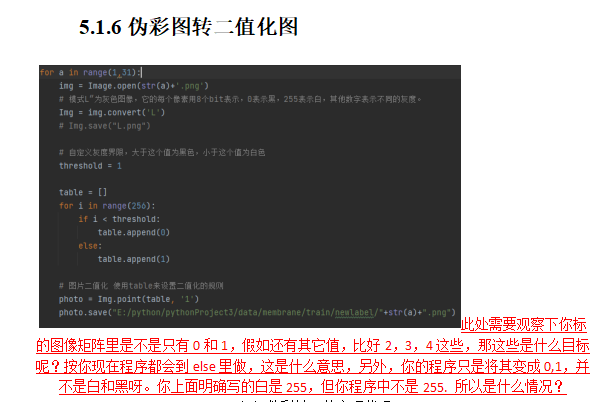 5.1.6 伪彩图转二值化图
for a in range(1,31):
img = Image.open(str(a)+'.png')
# 模式L"为灰色图像，它的每个像素用8个bit表示，0表示黑，255表示白，其他数字表示不同的灰度。
Img = img.convert('L')
# Img.save("L.png")
# 自定义灰度界限，大于这个值为黑色，小于这个值为白色
threshold = 1
table = []
for i in range(256):
if i < threshold:
table.append(0)
else:
table.append(1)
# 图片二值化 使用table来设置二值化的规则
photo = Img.point(table, '1')
photo.save("E:/python/pythonProject3/data/membrane/train/newlabel/"+str(a)+".png")
此处需要观察下你标
的图像矩阵里是不是只有 0 和 1，假如还有其它值，比好 2，3，4 这些，那这些是什么目标
呢？按你现在程序都会到 else 里做，这是什么意思，另外，你的程序只是将其变成 0,1，并
不是白和黑呀。你上面明确写的白是 255，但你程序中不是 255. 所以是什么情况？